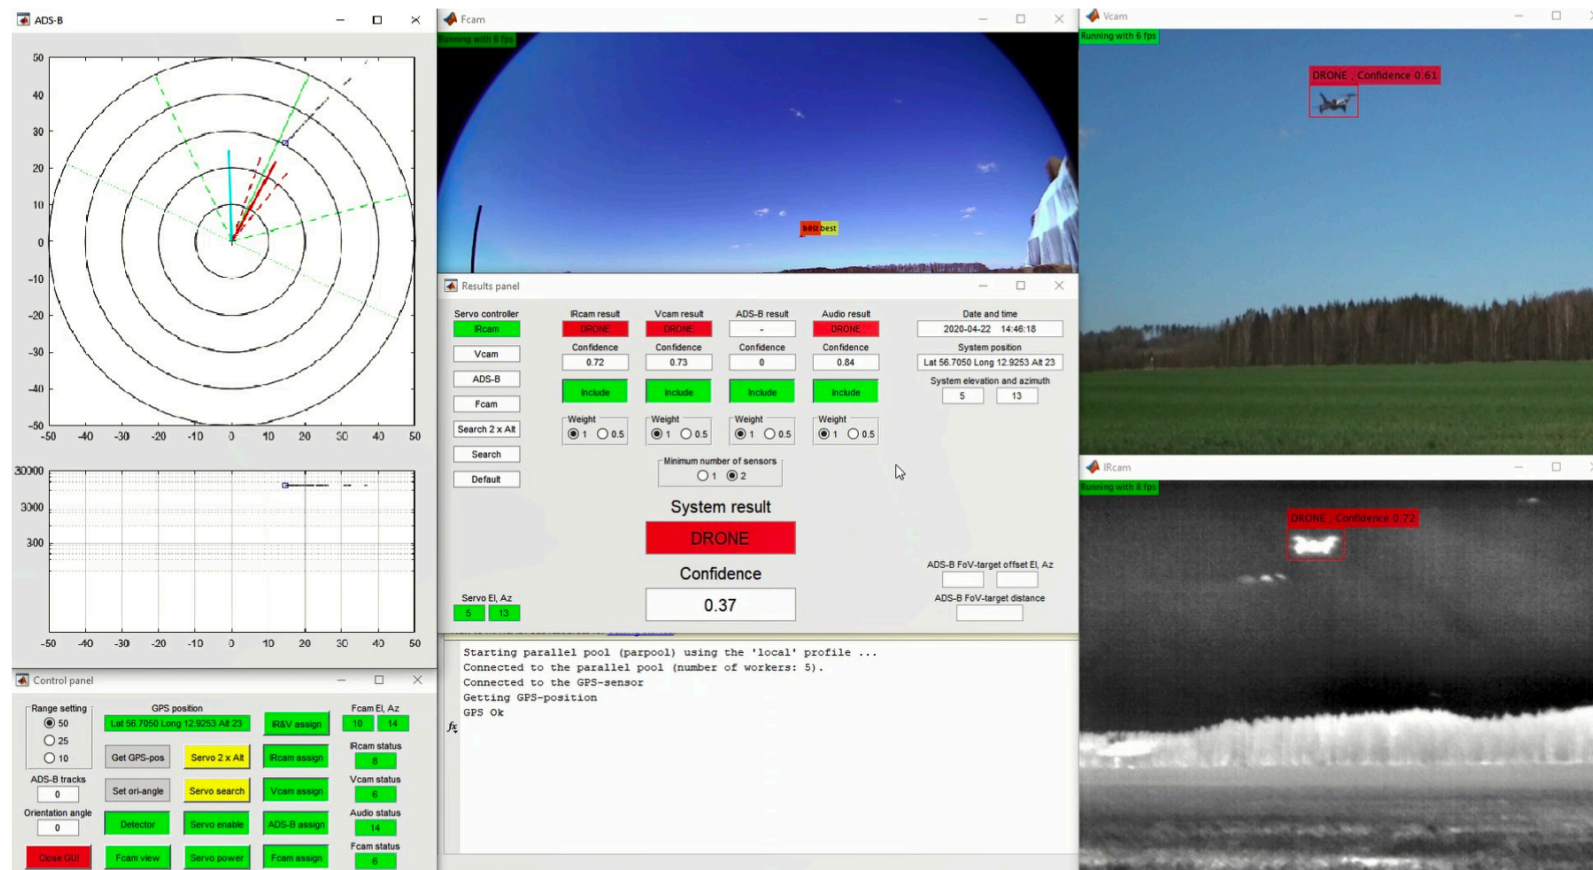 ADS-B
50
40
30
20
10
0
-10
-20
-30
-40
-50
-50 -40 -30 -20 -10 0 10 20 30 40 50
30000
3000
300
-50 -40 -30 -20 -10 0 10 20 30 40 50
Control panel
Range setting
50
25
10
ADS-B tracks
0
Orientation angle
0
Close GUI
GPS position
Lat 56.7050 Long 12.9253 Alt 23
Get GPS-pos
Servo 2 x Alt
Set ori-angle
Servo search
Detector
Servo enable
Fcam view
Servo power
IR&V assign
IRcam assign
Vcam assign
ADS-B assign
Fcam assign
Fcam El, Az
10 14
IRcam status
8
Vcam status
6
Audio status
14
Fcam status
6
Fcam
Running with 6 fps
best best
Results panel
Servo controller
IRcam
Vcam
ADS-B
Fcam
Search 2 x Alt
Search
Default
Servo El, Az
5 13
IRcam result Vcam result ADS-B result Audio result
DRONE DRONE - DRONE
Confidence Confidence Confidence Confidence
0.72 0.73 0 0.84
Include Include Include Include
Weight Weight Weight Weight
1 0.5 1 0.5 1 0.5 1 0.5
Minimum number of sensors
1 2
System result
DRONE
Confidence
0.37
Date and time
2020-04-22 14:46:18
System position
Lat 56.7050 Long 12.9253 Alt 23
System elevation and azimuth
5 13
ADS-B FoV-target offset El, Az
ADS-B FoV-target distance
Starting parallel pool (parpool) using the 'local' profile ...
Connected to the parallel pool (number of workers: 5).
Connected to the GPS-sensor
Getting GPS-position
GPS Ok
fx
Vcam
Running with 6 fps
DRONE , Confidence 0.61
IRcam
Running with 8 fps
DRONE , Confidence 0.72